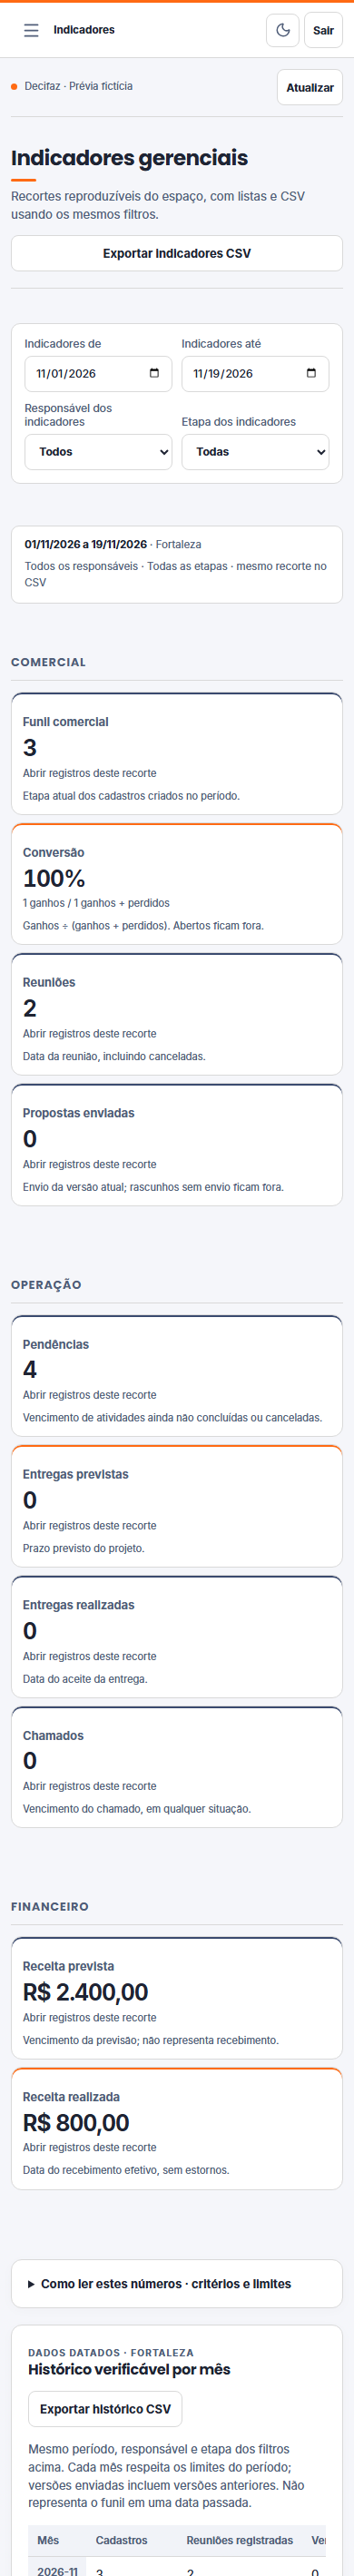 Indicadores
Sair
Decifaz · Prévia fictícia
Atualizar
Indicadores gerenciais
Recortes reproduzíveis do espaço, com listas e CSV
usando os mesmos filtros.
Exportar Indicadores CSV
Indicadores de
Indicadores até
11/01/2026
11/19/2026
Responsável dos
indicadores
Etapa dos indicadores
Todos
Todas
01/11/2026 a 19/11/2026 · Fortaleza
Todos os responsáveis · Todas as etapas · mesmo recorte no
CSV
COMERCIAL
Funil comercial
3
Abrir registros deste recorte
Etapa atual dos cadastros criados no período.
Conversão
100%
1 ganhos / 1 ganhos + perdidos
Ganhos ÷ (ganhos + perdidos). Abertos ficam fora.
Reuniões
2
Abrir registros deste recorte
Data da reunião, incluindo canceladas.
Propostas enviadas
0
Abrir registros deste recorte
Envio da versão atual; rascunhos sem envio ficam fora.
OPERAÇÃO
Pendências
4
Abrir registros deste recorte
Vencimento de atividades ainda não concluídas ou canceladas.
Entregas previstas
0
Abrir registros deste recorte
Prazo previsto do projeto.
Entregas realizadas
0
Abrir registros deste recorte
Data do aceite da entrega.
Chamados
0
Abrir registros deste recorte
Vencimento do chamado, em qualquer situação.
FINANCEIRO
Receita prevista
R$ 2.400,00
Abrir registros deste recorte
Vencimento da previsão; não representa recebimento.
Receita realizada
R$ 800,00
Abrir registros deste recorte
Data do recebimento efetivo, sem estornos.
Como ler estes números · critérios e limites
DADOS DATADOS · FORTALEZA
Histórico verificável por mês
Exportar histórico CSV
Mesmo período, responsável e etapa dos filtros
acima. Cada mês respeita os limites do período;
versões enviadas incluem versões anteriores. Não
representa o funil em uma data passada.
Mês Cadastros Reuniões registradas
2026-11 3 2 0